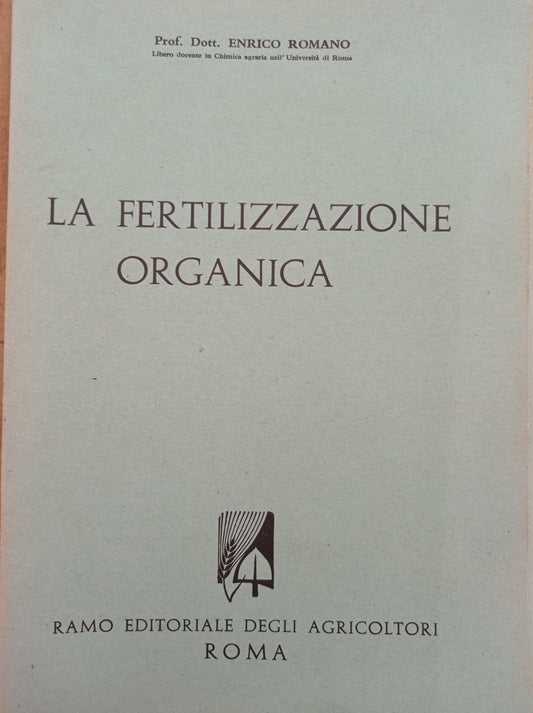 Prof. Dott. ENRICO ROMANO
Libero docente in Chimica agraria nell'Università di Roma
LA FERTILIZZAZIONE
ORGANICA
RAMO EDITORIALE DEGLI AGRICOLTORI
ROMA